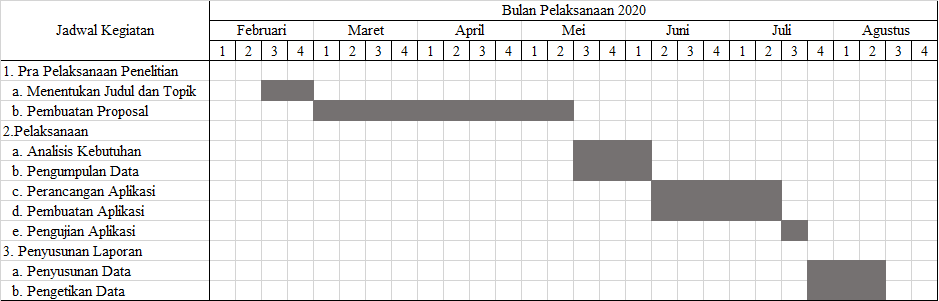 Bulan Pelaksanaan 2020
Jadwal Kegiatan
Februari Maret April Mei Juni Juli Agustus
1 2 3 4 1 2 3 4 1 2 3 4 1 2 3 4 1 2 3 4 1 2 3 4 1 2 3 4
1. Pra Pelaksanaan Penelitian
a. Menentukan Judul dan Topik
b. Pembuatan Proposal
2.Pelaksanaan
a. Analisis Kebutuhan
b. Pengumpulan Data
c. Perancangan Aplikasi
d. Pembuatan Aplikasi
e. Pengujian Aplikasi
3. Penyusunan Laporan
a. Penyusunan Data
b. Pengetikan Data